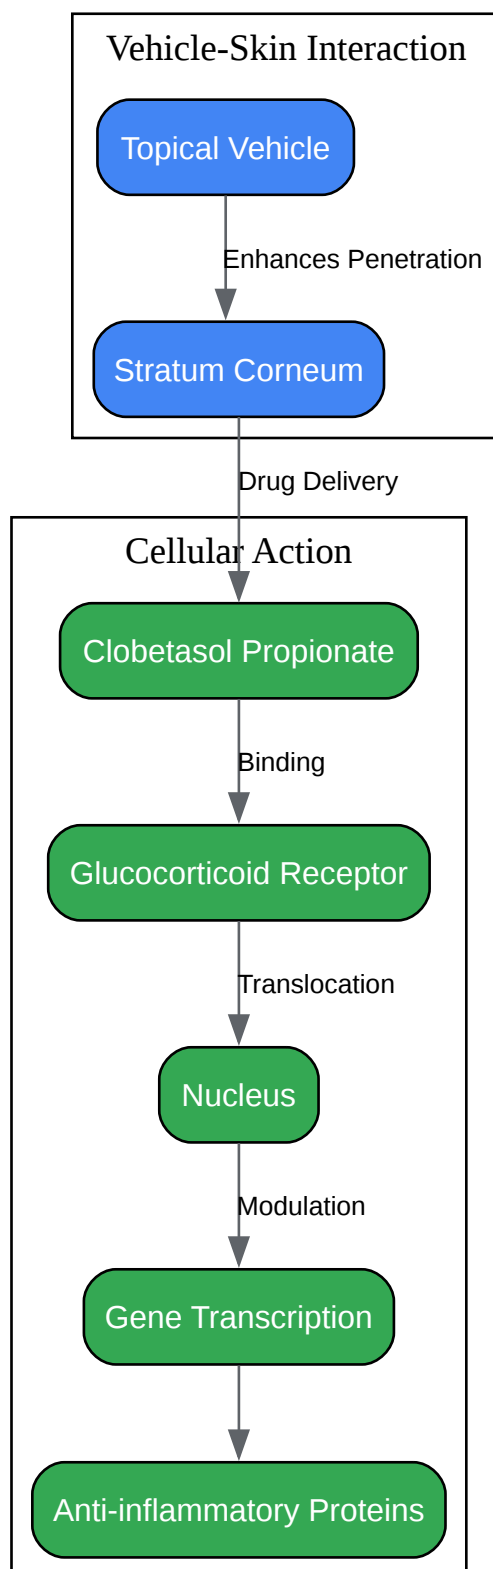 Vehicle-Skin Interaction
Topical Vehicle
Enhances Penetration
Stratum Corneum
Drug Delivery
Cellular Action
Clobetasol Propionate
Binding
Glucocorticoid Receptor
Translocation
Nucleus
Modulation
Gene Transcription
Anti-inflammatory Proteins